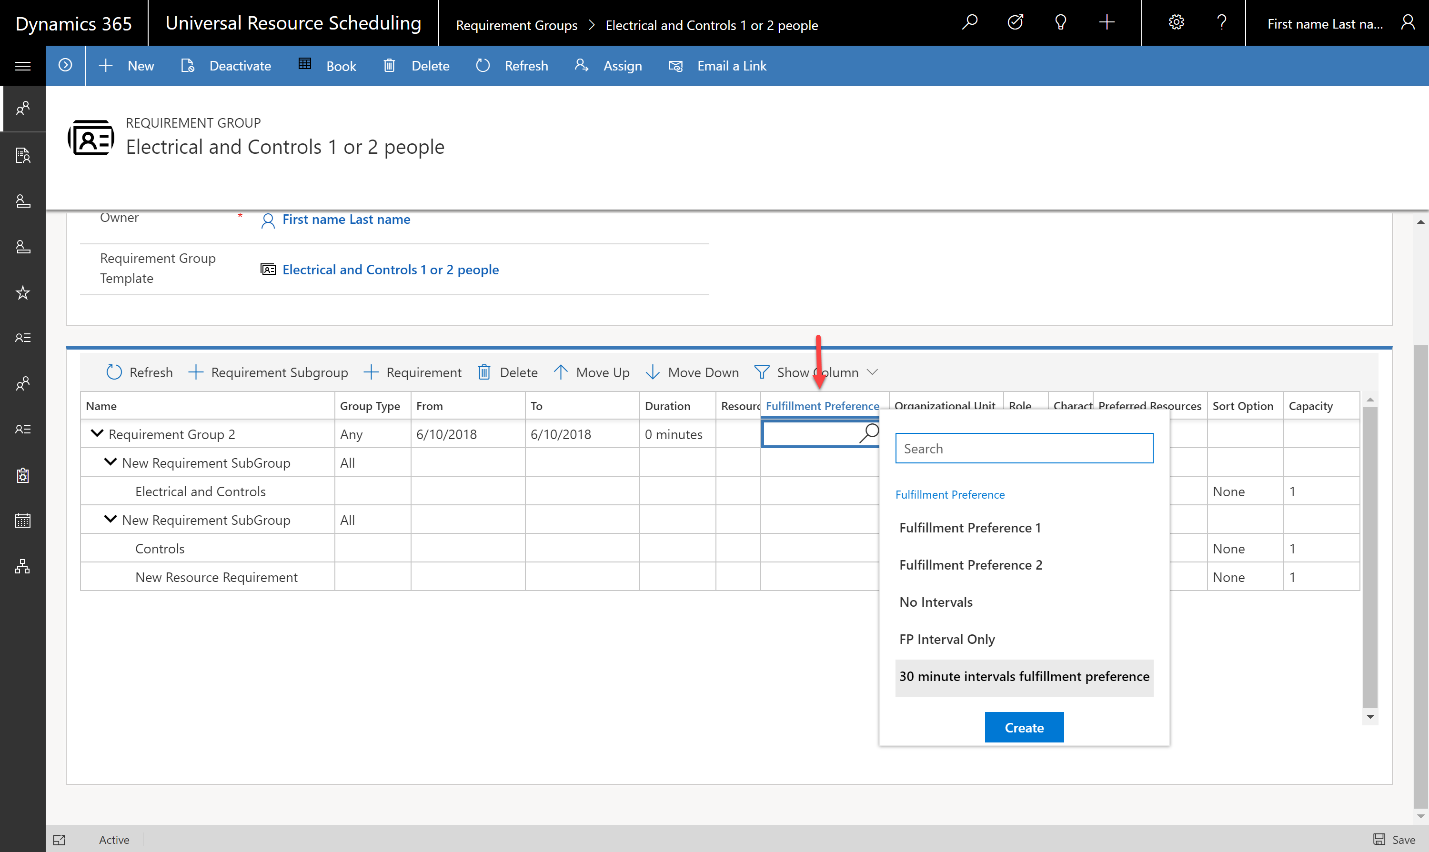 Dynamics 365
Universal Resource Scheduling
Requirement Groups > Electrical and Controls 1 or 2 people
First name Last na...
New
Deactivate
Book
Delete
Refresh
Assign
Email a Link
REQUIREMENT GROUP
Electrical and Controls 1 or 2 people
Owner * First name Last name
Requirement Group
Template
Electrical and Controls 1 or 2 people
Refresh
Requirement Subgroup
Requirement
Delete
Move Up
Move Down
Show Column
Name Group Type From To Duration Resourc Fulfillment Preference Organizational Unit Role Charact Preferred Resources Sort Option Capacity
Requirement Group 2 Any 6/10/2018 6/10/2018 0 minutes
New Requirement SubGroup All
Electrical and Controls None 1
New Requirement SubGroup All
Controls None 1
New Resource Requirement None 1
Search
Fulfillment Preference
Fulfillment Preference 1
Fulfillment Preference 2
No Intervals
FP Interval Only
30 minute intervals fulfillment preference
Create
Active
Save